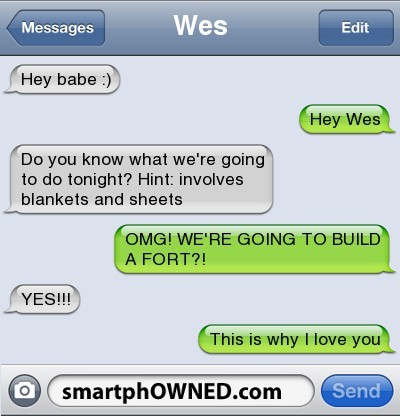 Messages
Wes
Edit
Hey babe :)
Hey Wes
Do you know what we're going
to do tonight? Hint: involves
blankets and sheets
OMG! WE'RE GOING TO BUILD
A FORT?!
YES!!!
This is why I love you
smartphOWNED.com
Send